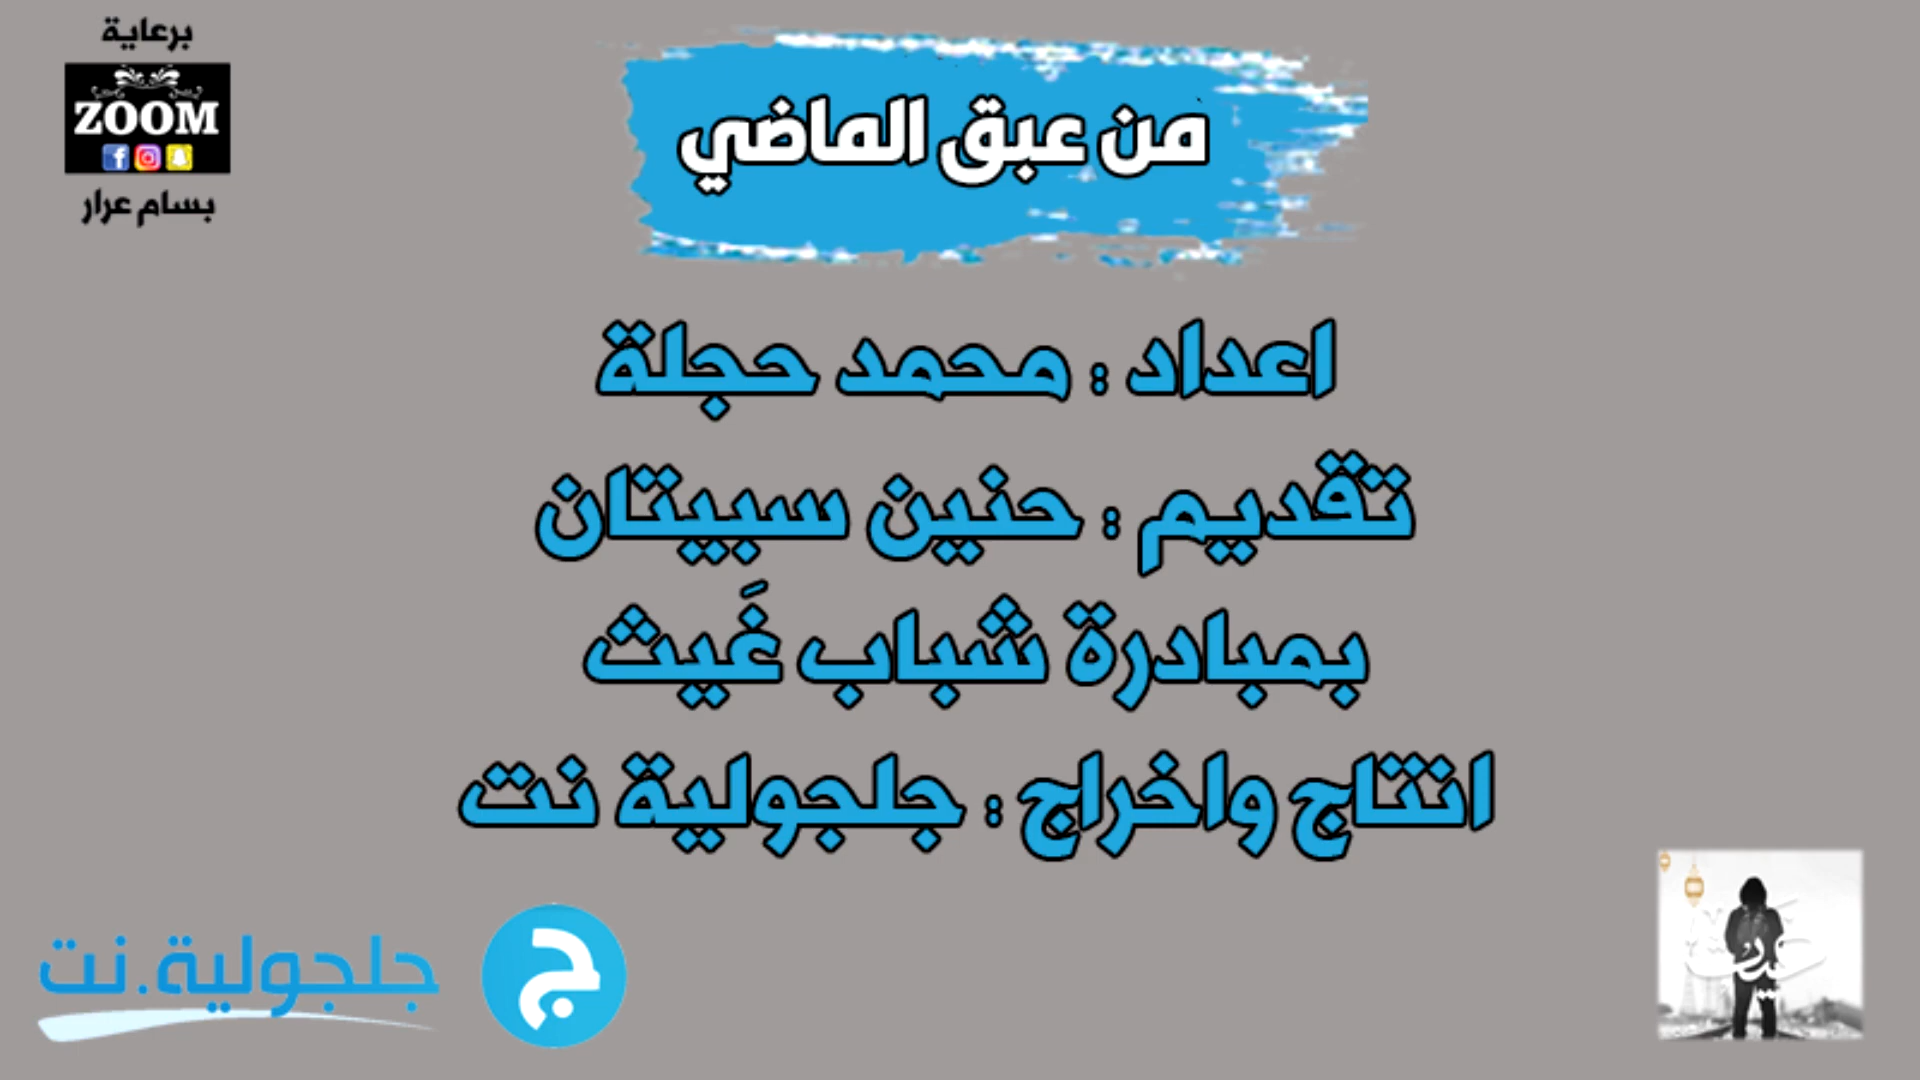 برعاية
ZOOM
بسام عرار
من عبق الماضي
اعداد : محمد حجلة
تقديم : حنين سبيتان
بمبادرة شباب غَيث
انتاج واخراج : جلجولية نت
جلجولية.نت
ج
غيث